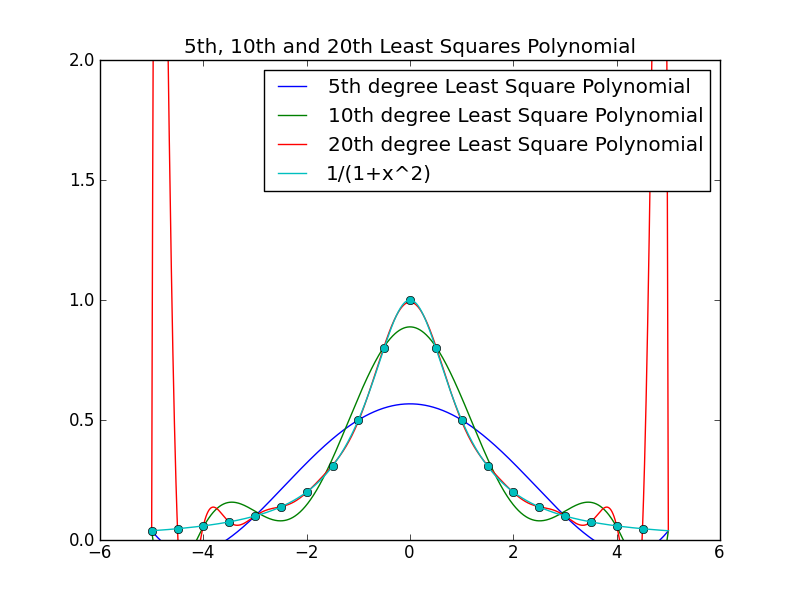 5th, 10th and 20th Least Squares Polynomial
2.0
5th degree Least Square Polynomial
10th degree Least Square Polynomial
20th degree Least Square Polynomial
1/(1+x^2)
1.5
1.0
0.5
0.0
−6 −4 −2 0 2 4 6